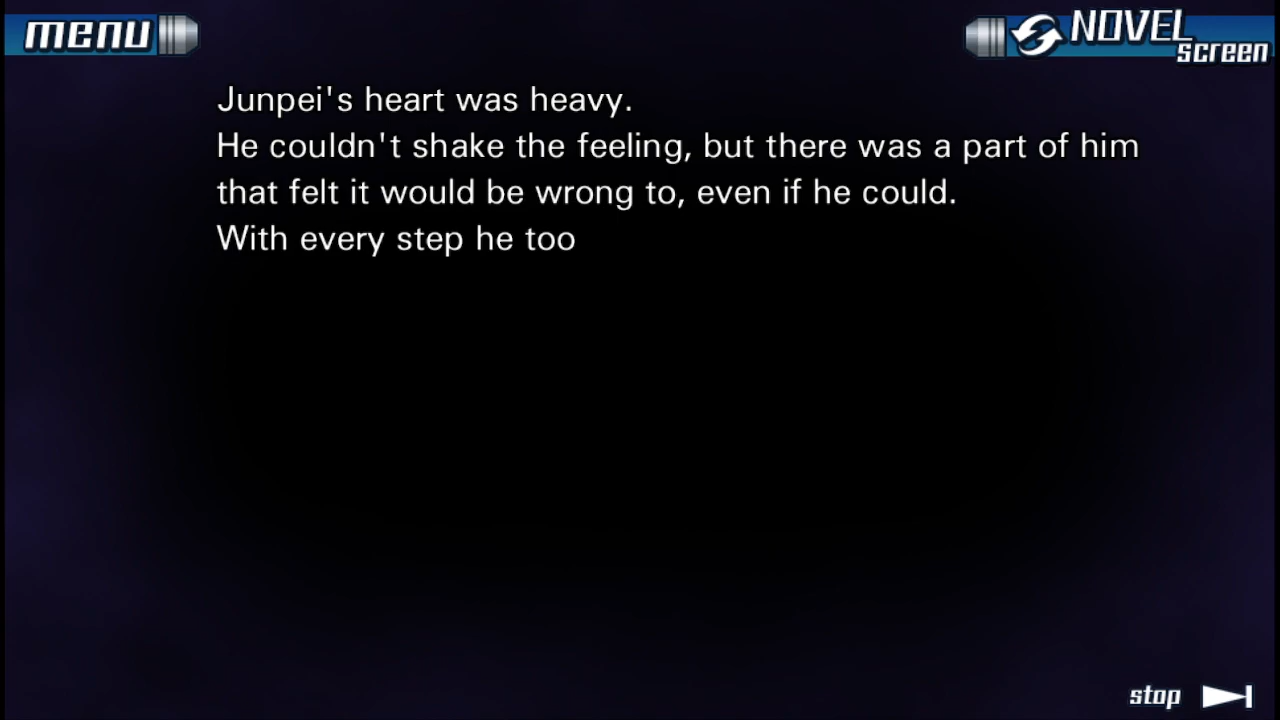 menu
NOVEL
screen
Junpei's heart was heavy.
He couldn't shake the feeling, but there was a part of him
that felt it would be wrong to, even if he could.
With every step he too
stop